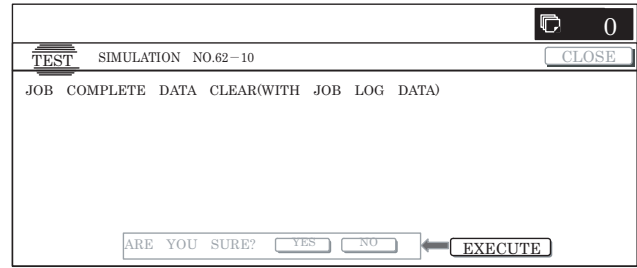 0
TEST SIMULATION NO.62-10 CLOSE
JOB COMPLETE DATA CLEAR(WITH JOB LOG DATA)
ARE YOU SURE? YES NO EXECUTE